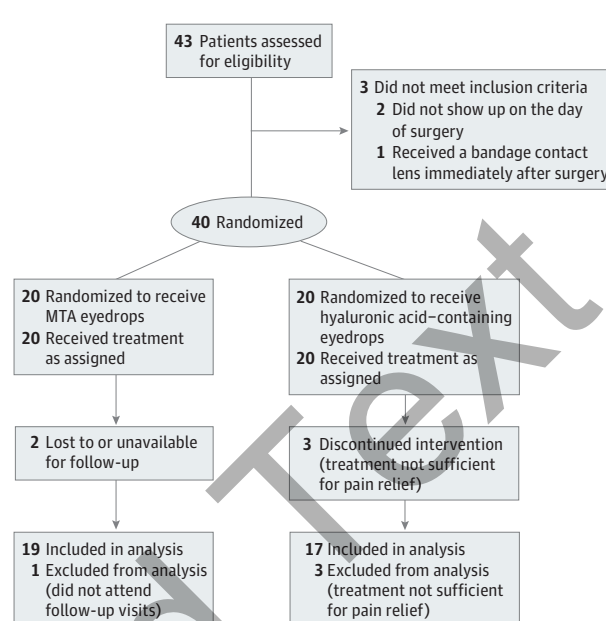 43 Patients assessed
for eligibility
3 Did not meet inclusion criteria
2 Did not show up on the day
of surgery
1 Received a bandage contact
lens immediately after surgery
40 Randomized
20 Randomized to receive
MTA eyedrops
20 Received treatment
as assigned
20 Randomized to receive
hyaluronic acid–containing
eyedrops
20 Received treatment as
assigned
2 Lost to or unavailable
for follow-up
3 Discontinued intervention
(treatment not sufficient
for pain relief)
19 Included in analysis
1 Excluded from analysis
(did not attend
follow-up visits)
17 Included in analysis
3 Excluded from analysis
(treatment not sufficient
for pain relief)
Text